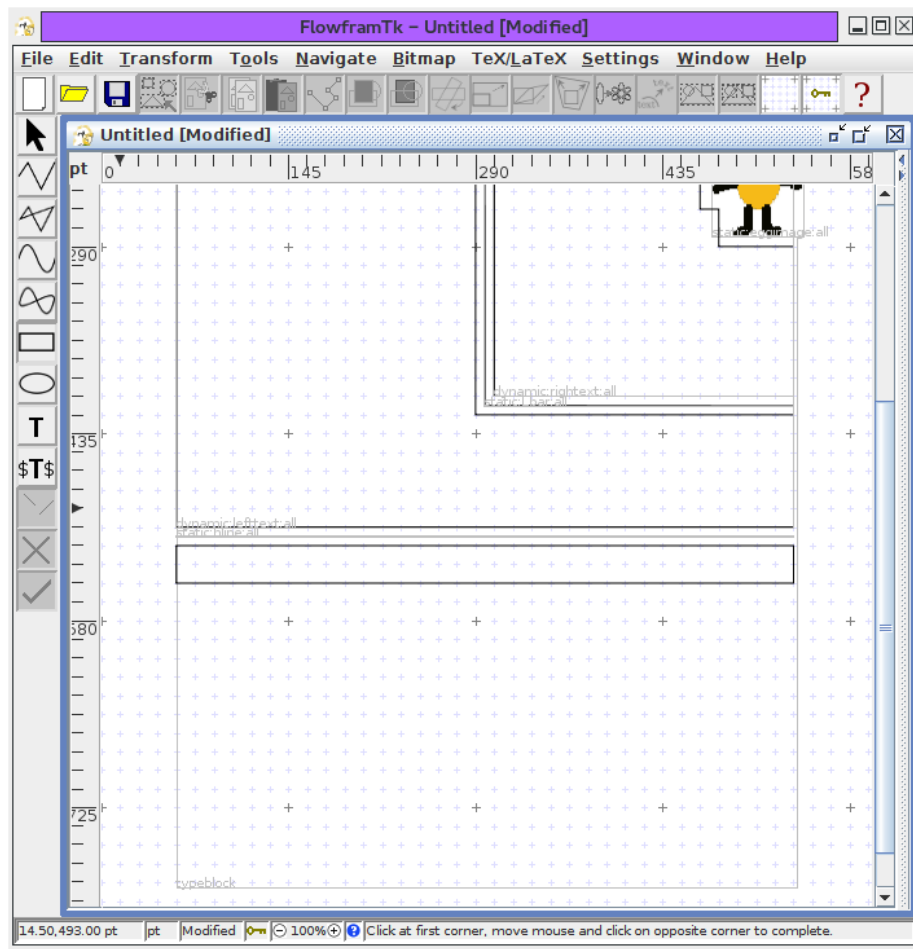 FlowframTk – Untitled [Modified]
File Edit Transform Tools Navigate Bitmap TeX/LaTeX Settings Window Help
Untitled [Modified]
pt 0 145 290 435 58
static:eggimage:all
290
dynamic:rightext:all
435
T
$T$
dynamic:lefttext:all
static:hline:all
580
725
typeblock
14.50,493.00 pt pt Modified 100% Click at first corner, move mouse and click on opposite corner to complete.